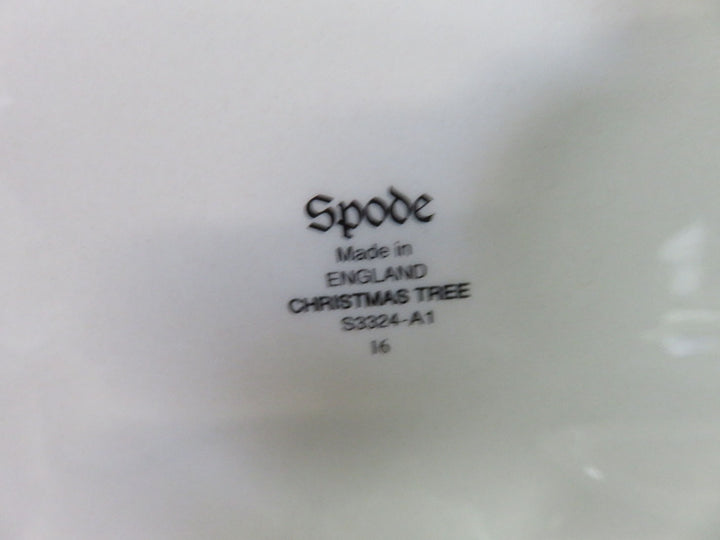 Spode
Made in
ENGLAND
CHRISTMAS TREE
S3324-A1
16